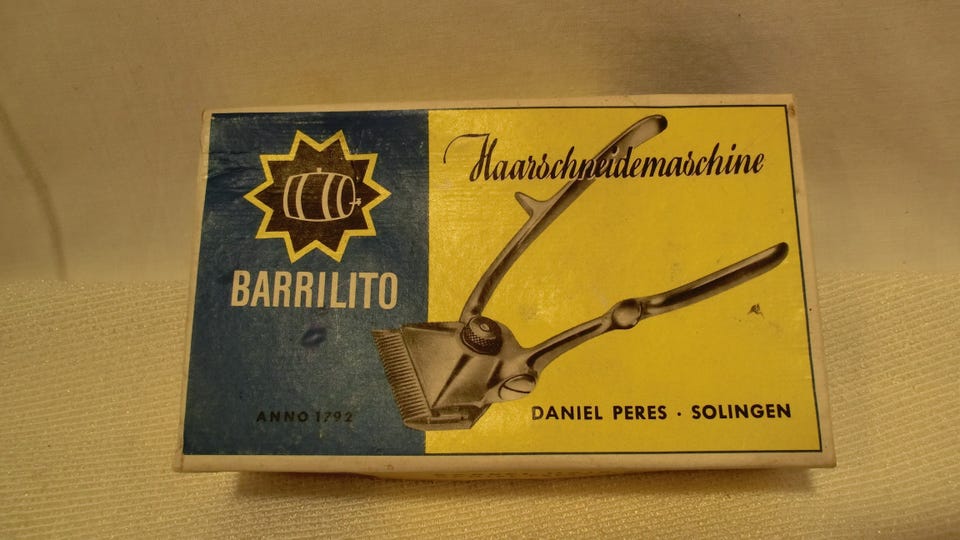 BARRILITO
ANNO 1792
Haarschneidemaschine
DANIEL PERES · SOLINGEN